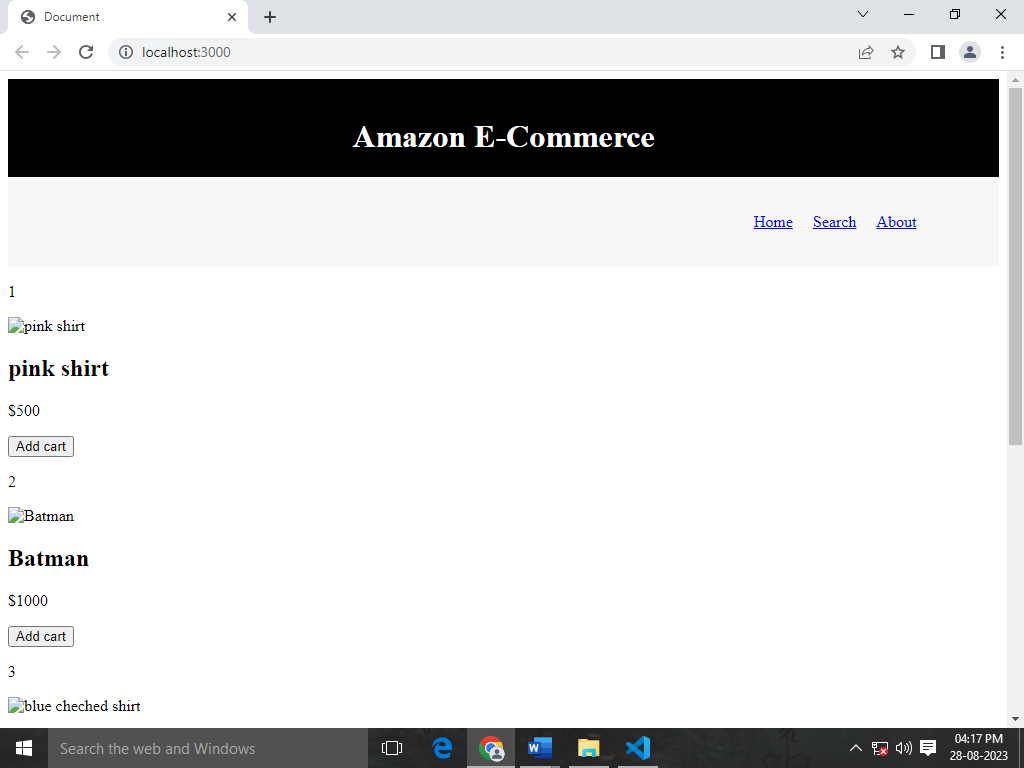 Document
localhost:3000
Amazon E-Commerce
Home Search About
1
pink shirt
pink shirt
$500
Add cart
2
Batman
Batman
$1000
Add cart
3
blue cheched shirt
Search the web and Windows
04:17 PM
28-08-2023